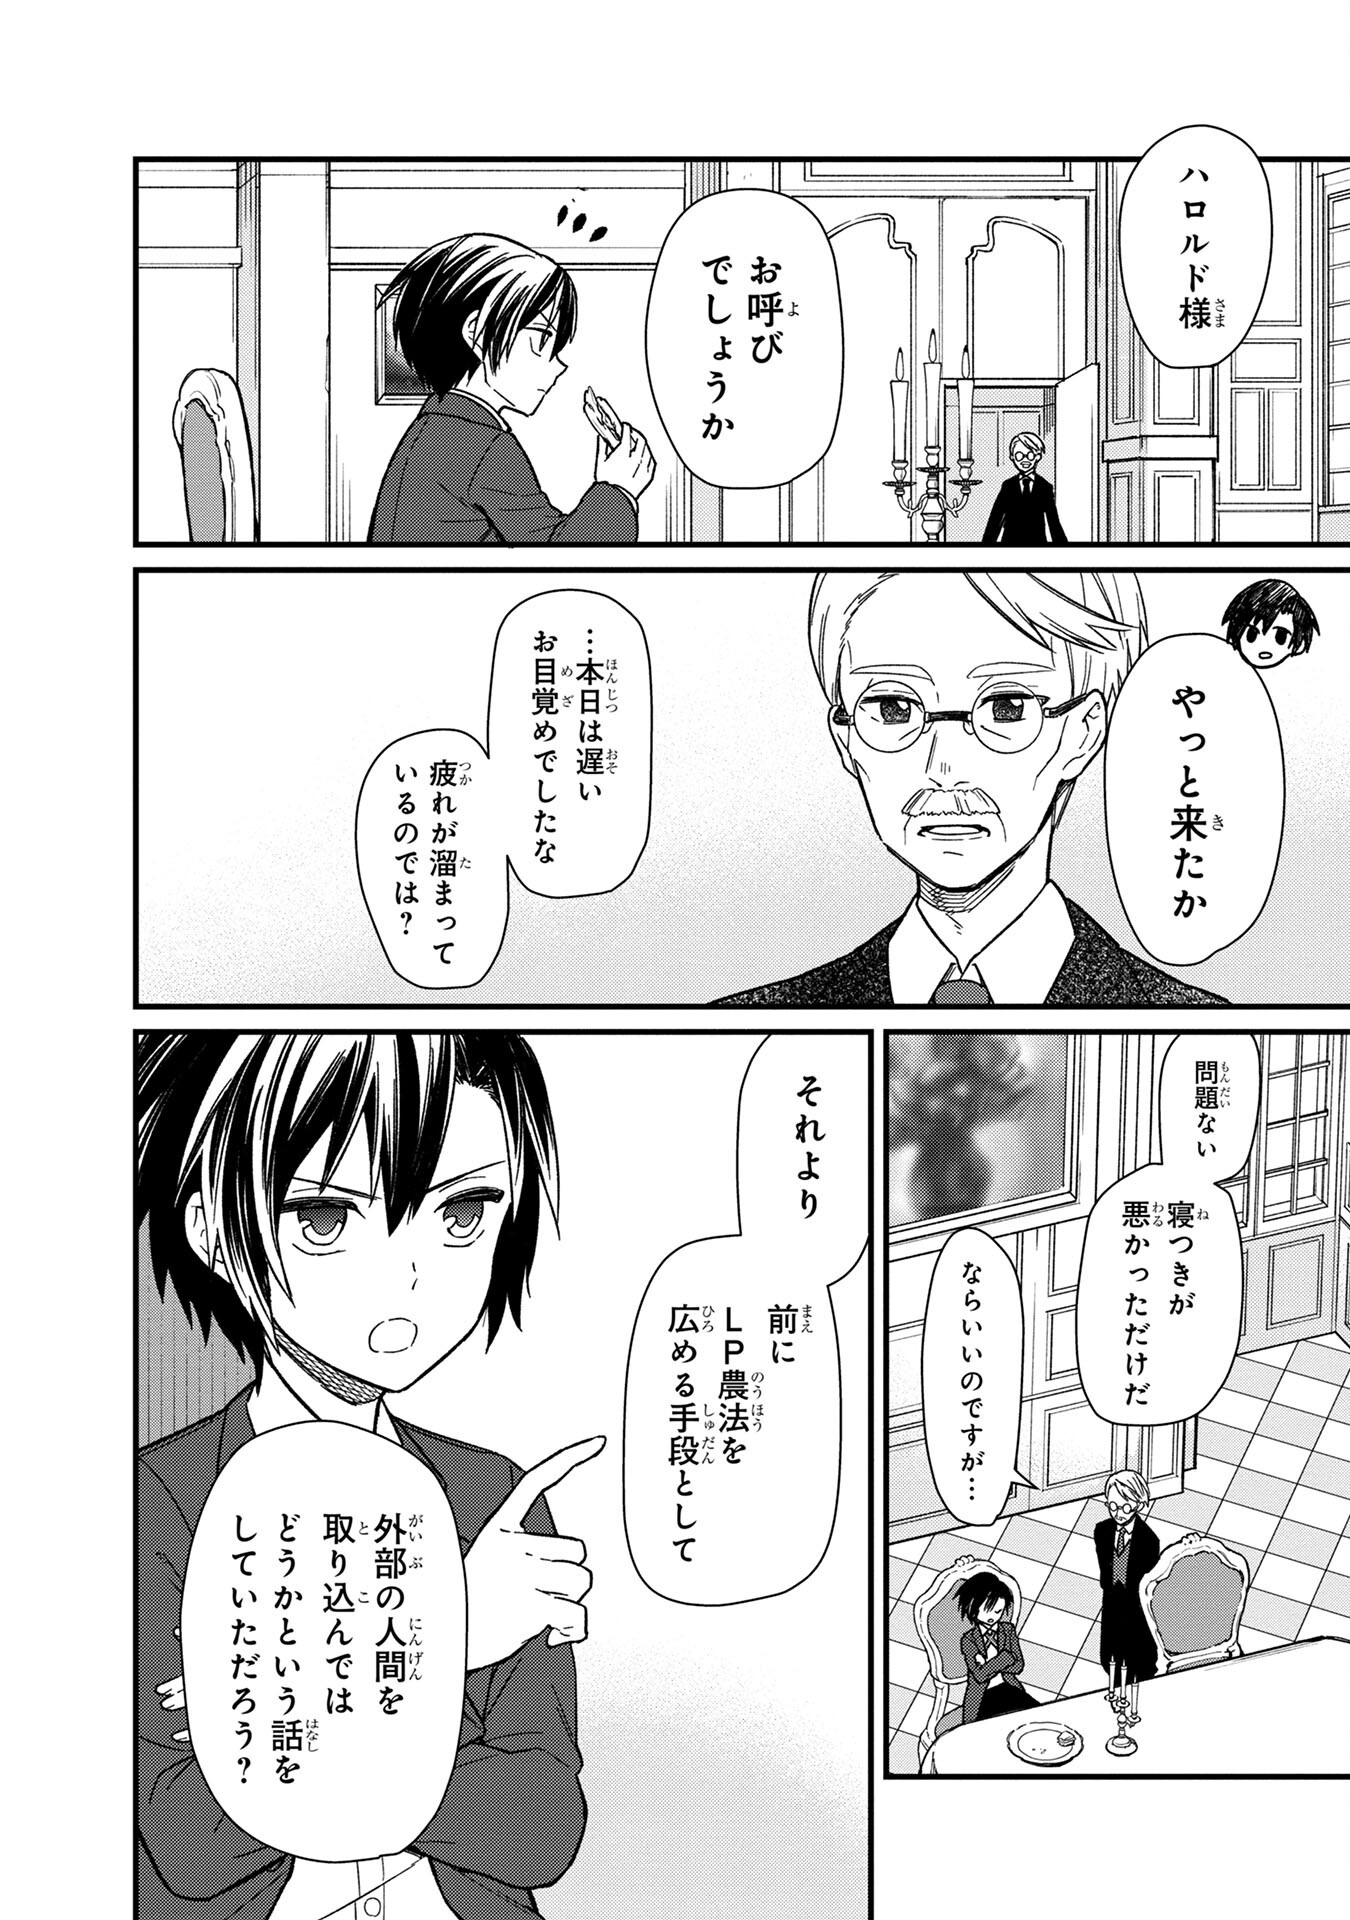 ハロルド様
お呼び
でしょうか
やっと来たか
…本日は遅い
お目覚めでしたな
疲れが溜まって
いるのでは？
問題ない
寝つきが
悪かっただけだ
ならいいのですが…
それより
前に
ＬＰ農法を
広める手段として
外部の人間を
取り込んでは
どうかという話を
していただろう？